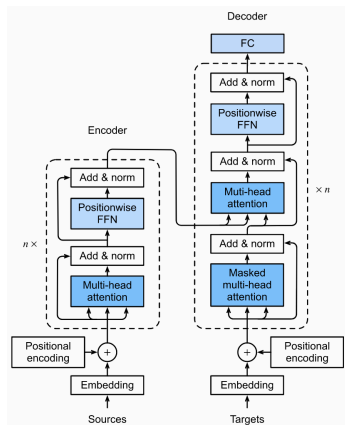 Decoder
FC
Add & norm
Positionwise
FFN
Add & norm
Muti-head
attention
× n
Add & norm
Masked
multi-head
attention
Positional
encoding
+
Embedding
Targets
Encoder
Add & norm
Positionwise
FFN
n ×
Add & norm
Multi-head
attention
Positional
encoding
+
Embedding
Sources